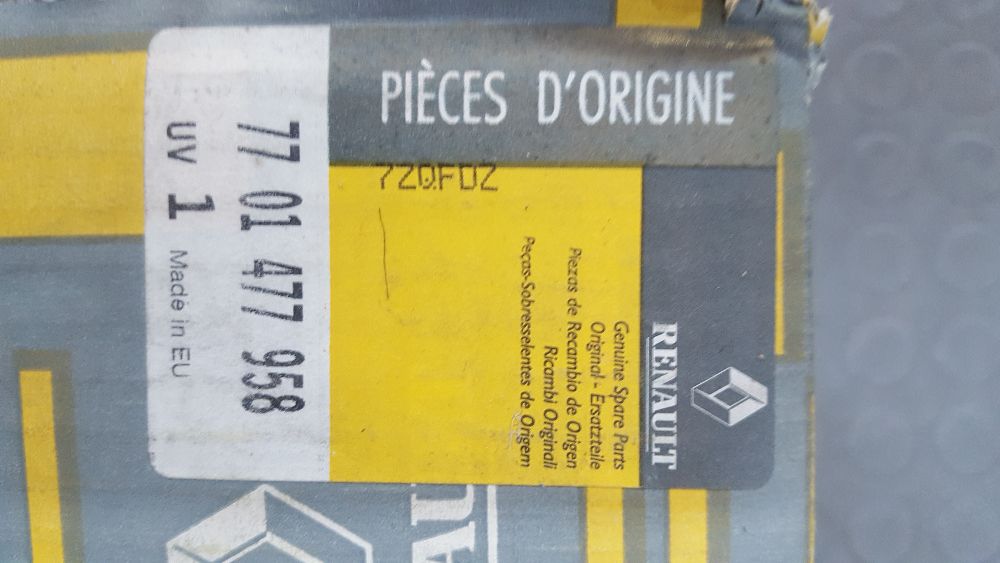 PIÈCES D'ORIGINE
7ZQFDZ
RENAULT
Genuine Spare Parts
Original - Ersatzteile
Piezas de Recambio de Origen
Ricambi Originali
Peças-Sobresselentes de Origem
77 01 477 958
UV 1 Made in EU